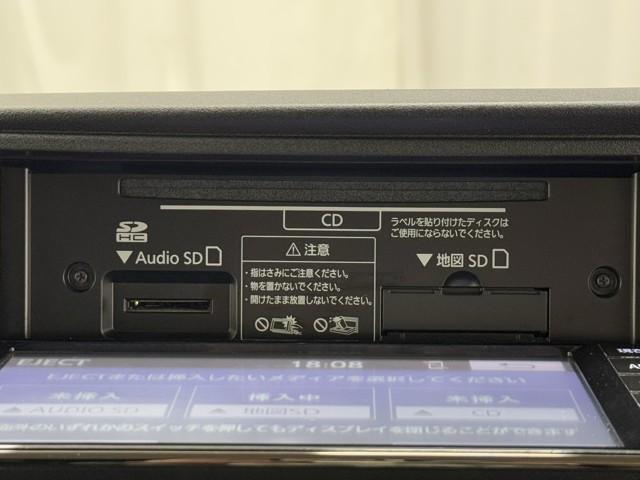 CD
ラベルを貼り付けたディスクは
ご使用にならないでください。
SD
HC
▼Audio SD
⚠注意
・指はさみにご注意ください。
・物を置かないでください。
・開けたまま放置しないでください。
▼地図 SD
EJECT 18:08
EJECTまたは挿入したいメディアを選択してください
未挿入 挿入中 未挿入
▲ AUDIO SD ▲ 地図SD ▲ CD
のいずれかのスイッチを押してもディスプレイを閉じることができます